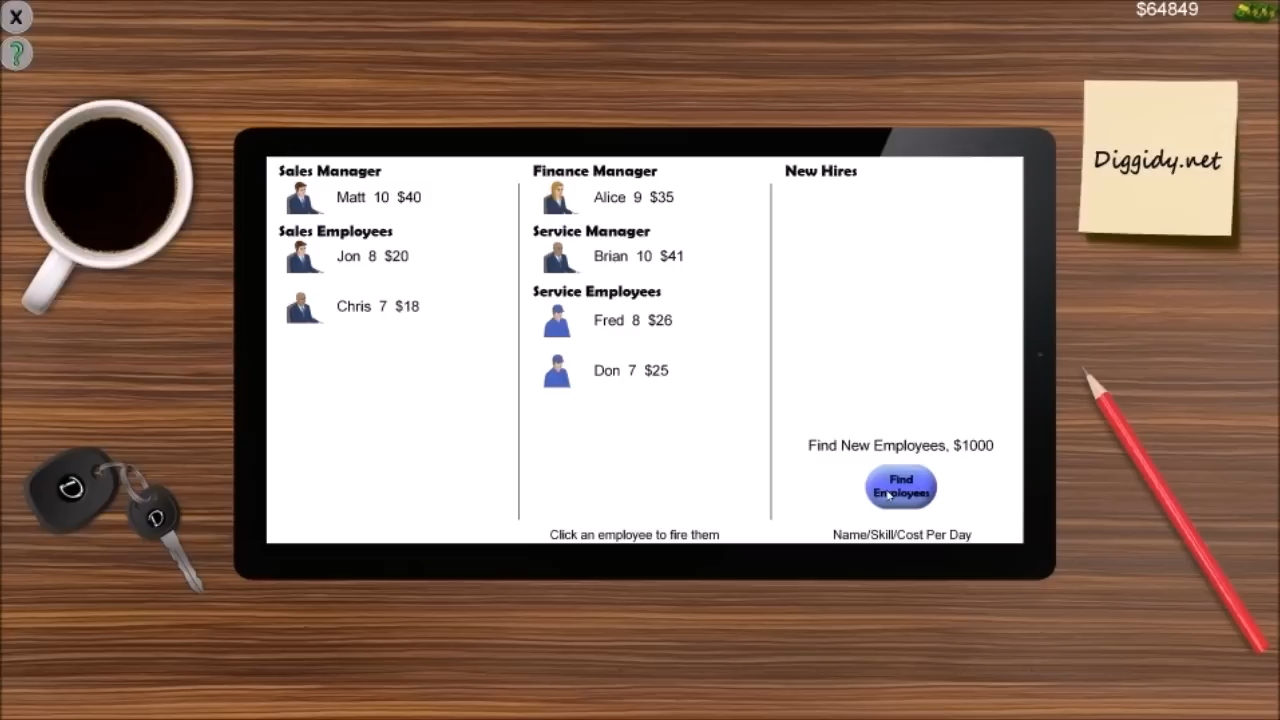 X
$64849
?
Diggidy.net
Sales Manager
Matt 10 $40
Sales Employees
Jon 8 $20
Chris 7 $18
Finance Manager
Alice 9 $35
Service Manager
Brian 10 $41
Service Employees
Fred 8 $26
Don 7 $25
Click an employee to fire them
New Hires
Find New Employees, $1000
Find
Employees
Name/Skill/Cost Per Day
D
D